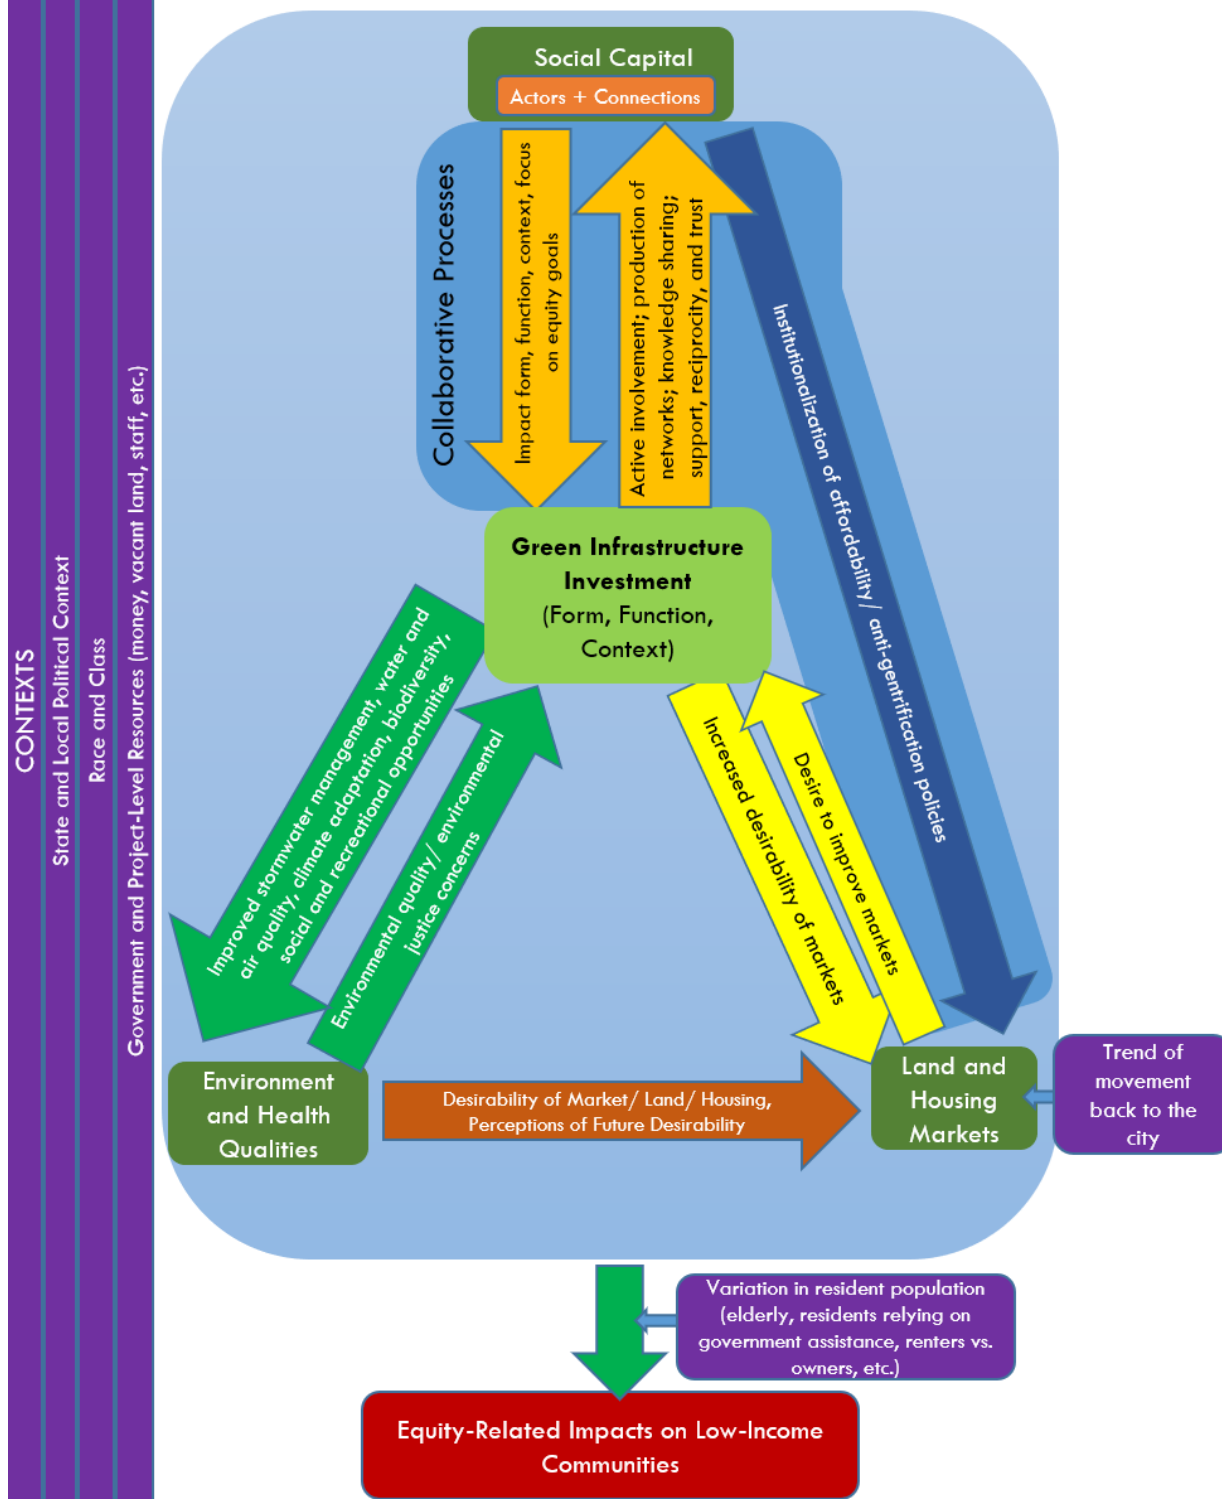 CONTEXTS
State and Local Political Context
Race and Class
Government and Project-Level Resources (money, vacant land, staff, etc.)
Social Capital
Actors + Connections
Collaborative Processes
Impact form, function, context, focus
on equity goals
Active involvement; production of
networks; knowledge sharing;
support, reciprocity, and trust
Institutionalization of affordability/ anti-gentrification policies
Green Infrastructure
Investment
(Form, Function,
Context)
Improved stormwater management, water and
air quality, climate adaptation, biodiversity,
social and recreational opportunities
Environmental quality/ environmental
justice concerns
Increased desirability of markets
Desire to improve markets
Environment
and Health
Qualities
Desirability of Market/ Land/ Housing,
Perceptions of Future Desirability
Land and
Housing
Markets
Trend of
movement
back to the
city
Variation in resident population
(elderly, residents relying on
government assistance, renters vs.
owners, etc.)
Equity-Related Impacts on Low-Income
Communities